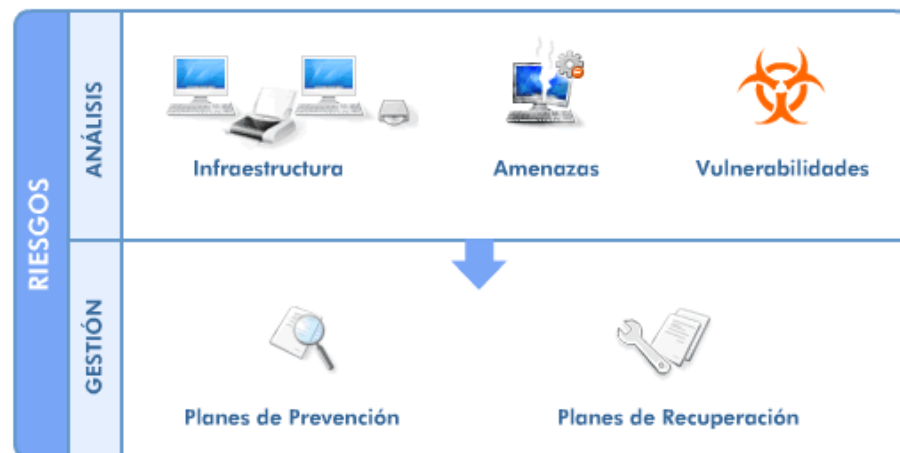 RIESGOS
ANÁLISIS
Infraestructura
Amenazas
Vulnerabilidades
GESTIÓN
Planes de Prevención
Planes de Recuperación